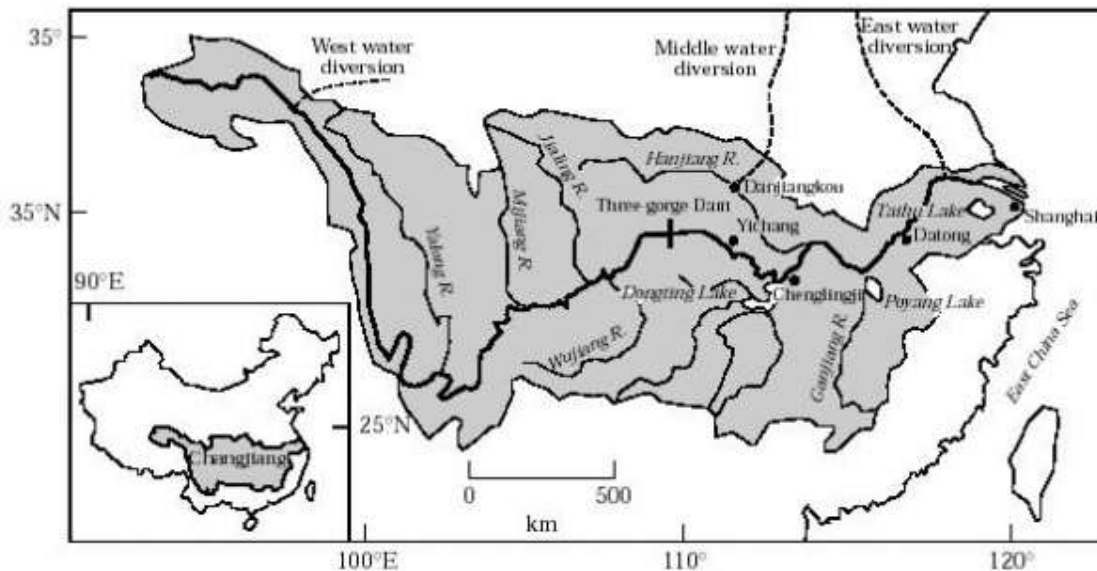 35°
West water
diversion
Middle water
diversion
East water
diversion
Jialing R.
Hanjiang R.
Danjiangkou
35°N
Three-gorge Dam
Yichang
Taihu Lake
Shanghai
Datong
Yalong R.
Mijiang R.
90°E
Dongting Lake
Chenglingji
Poyang Lake
Wujiang R.
Ganjiang R.
East China Sea
25°N
Changjiang
0
500
km
100°E
110°
120°